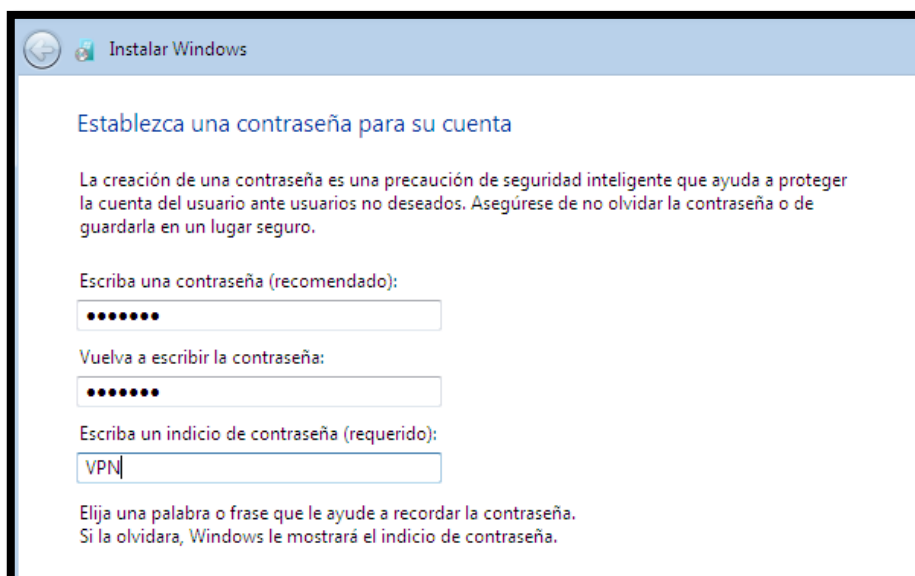 Instalar Windows
Establezca una contraseña para su cuenta
La creación de una contraseña es una precaución de seguridad inteligente que ayuda a proteger
la cuenta del usuario ante usuarios no deseados. Asegúrese de no olvidar la contraseña o de
guardarla en un lugar seguro.
Escriba una contraseña (recomendado):
•••••••
Vuelva a escribir la contraseña:
•••••••
Escriba un indicio de contraseña (requerido):
VPN
Elija una palabra o frase que le ayude a recordar la contraseña.
Si la olvidara, Windows le mostrará el indicio de contraseña.